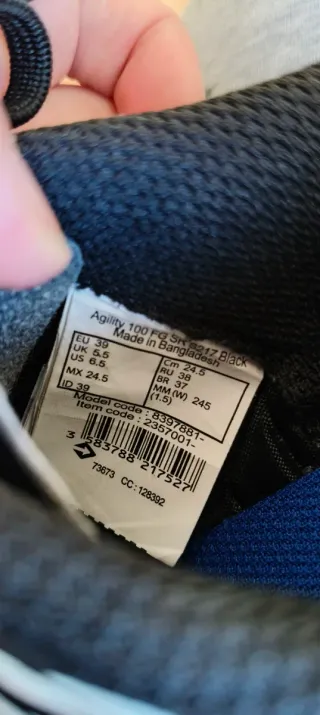 Agility 100 FG SR S217 Black
Made in Bangladesh
EU 39 Cm 24.5
UK 5.5 RU 38
US 6.5 BR 37
MX 24.5 MM(W) 245
ID 39 (1.5)
Model code : 8397881-
Item code : 2357001-
3 583788 217527
73673 CC:128392